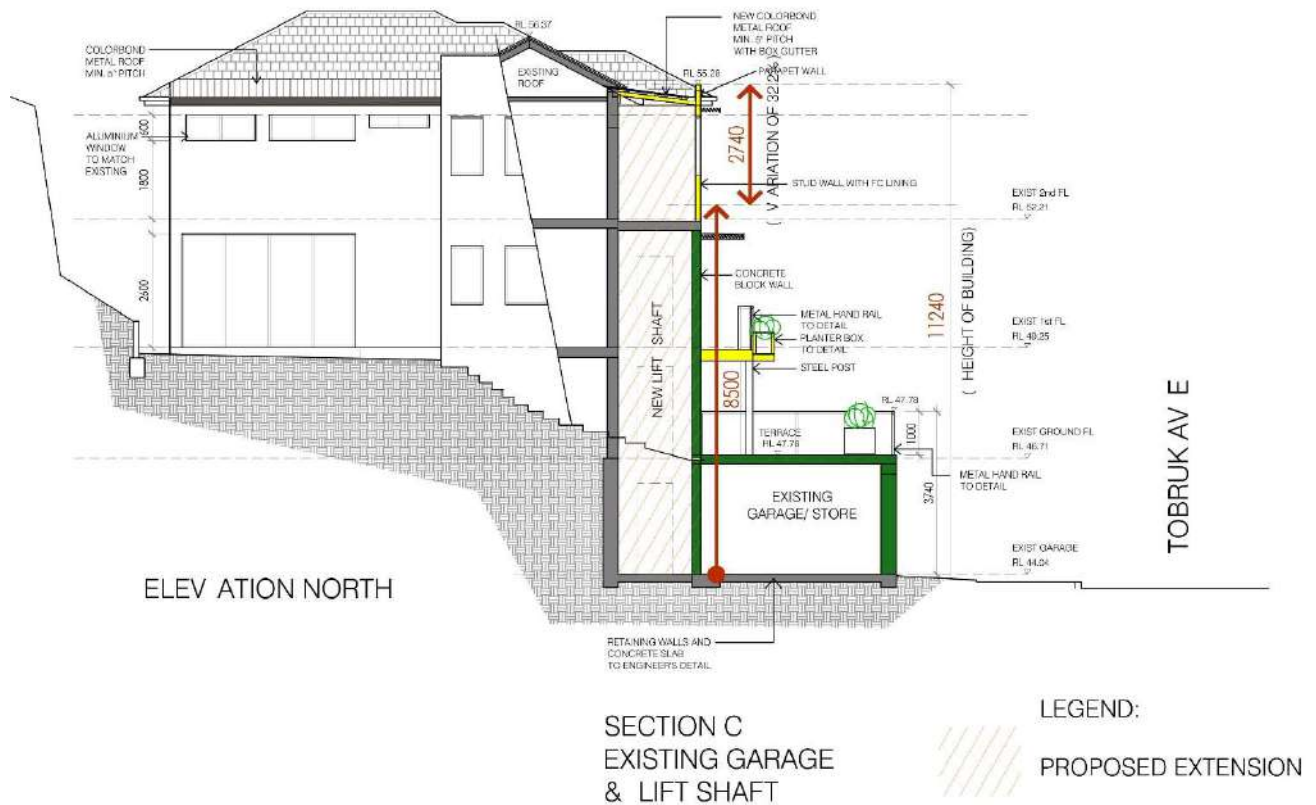 RL 56.37
NEW COLORBOND
METAL ROOF
MIN. 5° PITCH
WITH BOX GUTTER
COLORBOND
METAL ROOF
MIN. 5° PITCH
EXISTING
ROOF
RL 55.28
PARAPET WALL
600
ALUMINIUM
WINDOW
TO MATCH
EXISTING
1800
2740
( V ARIATION OF 32.2% )
STUD WALL WITH FC LINING
EXIST 2nd FL
RL 52.21
2600
CONCRETE
BLOCK WALL
NEW LIFT SHAFT
METAL HAND RAIL
TO DETAIL
PLANTER BOX
TO DETAIL
STEEL POST
8500
11240
( HEIGHT OF BUILDING)
EXIST 1st FL
RL 49.25
RL 47.78
TERRACE
RL 47.78
1000
EXIST GROUND FL
RL 46.71
METAL HAND RAIL
TO DETAIL
3740
EXISTING
GARAGE/ STORE
EXIST GARAGE
RL 44.04
TOBRUK AV E
ELEV ATION NORTH
RETAINING WALLS AND
CONCRETE SLAB
TO ENGINEER'S DETAIL
SECTION C
EXISTING GARAGE
& LIFT SHAFT
LEGEND:
PROPOSED EXTENSION